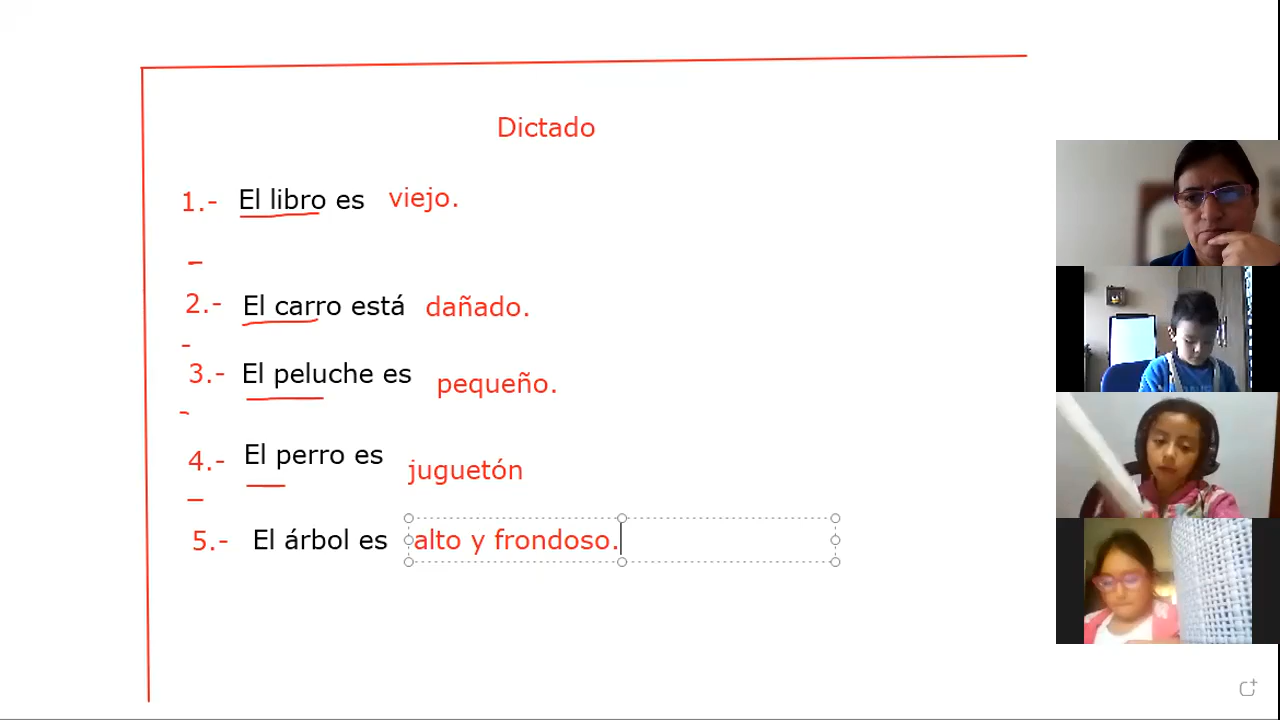 Dictado
1.- El libro es viejo.
2.- El carro está dañado.
3.- El peluche es pequeño.
4.- El perro es juguetón
5.- El árbol es alto y frondoso.